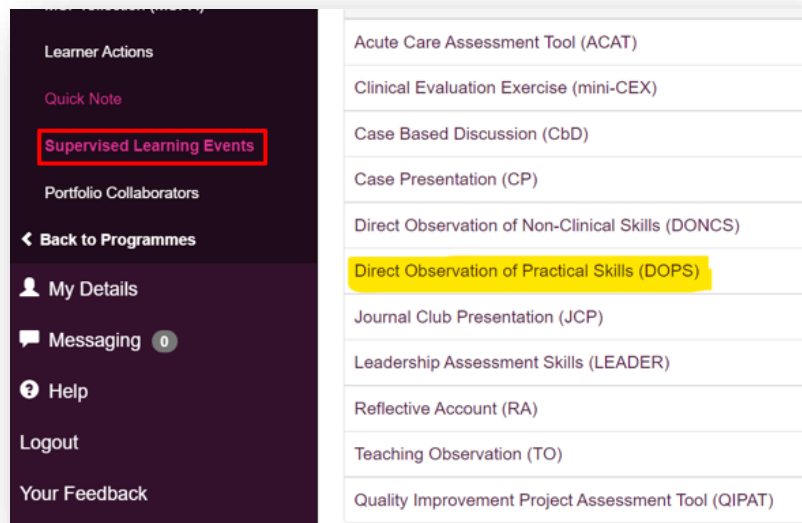 Learner Actions
Quick Note
Supervised Learning Events
Portfolio Collaborators
Back to Programmes
My Details
Messaging 0
Help
Logout
Your Feedback
Acute Care Assessment Tool (ACAT)
Clinical Evaluation Exercise (mini-CEX)
Case Based Discussion (CbD)
Case Presentation (CP)
Direct Observation of Non-Clinical Skills (DONCS)
Direct Observation of Practical Skills (DOPS)
Journal Club Presentation (JCP)
Leadership Assessment Skills (LEADER)
Reflective Account (RA)
Teaching Observation (TO)
Quality Improvement Project Assessment Tool (QIPAT)